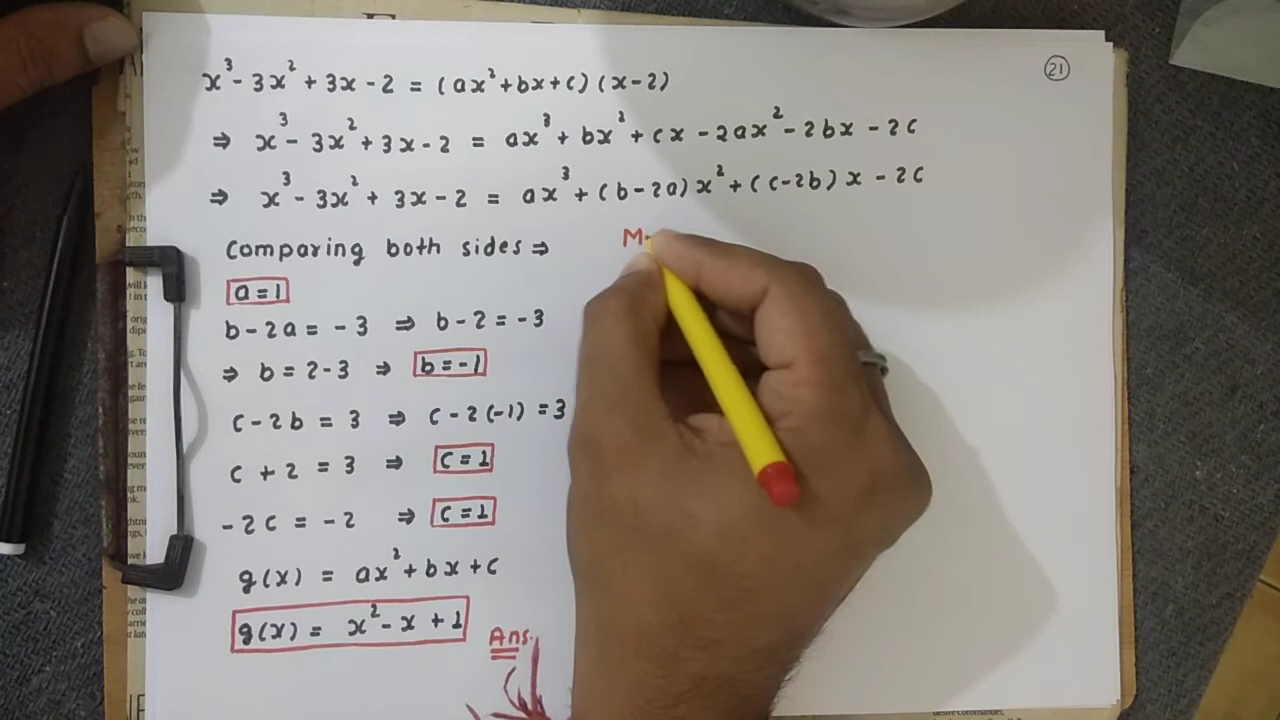 21
x³ - 3x² + 3x - 2 = (ax² + bx + c) (x - 2)
⇒ x³ - 3x² + 3x - 2 = ax³ + bx² + cx - 2ax² - 2bx - 2c
⇒ x³ - 3x² + 3x - 2 = ax³ + (b - 2a) x² + (c - 2b) x - 2c
Comparing both sides ⇒
a = 1
b - 2a = - 3 ⇒ b - 2 = - 3
⇒ b = 2 - 3 ⇒ b = - 1
c - 2b = 3 ⇒ c - 2 (-1) = 3
c + 2 = 3 ⇒ c = 1
- 2c = - 2 ⇒ c = 1
g(x) = ax² + bx + c
g(x) = x² - x + 1
Ans.